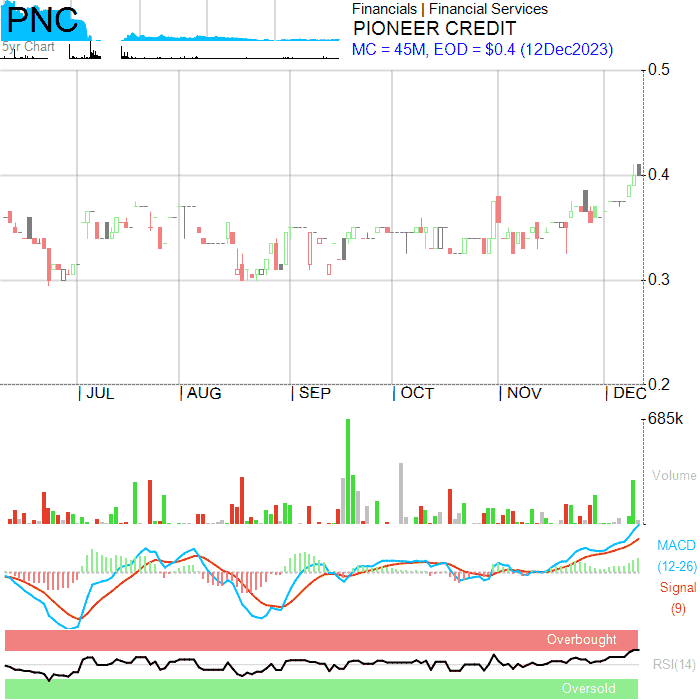 PNC
5yr Chart
Financials | Financial Services
PIONEER CREDIT
MC = 45M, EOD = $0.4 (12Dec2023)
0.5
0.4
0.3
0.2
| JUL | AUG | SEP | OCT | NOV | DEC
685k
Volume
MACD
(12-26)
Signal
(9)
Overbought
RSI(14)
Oversold